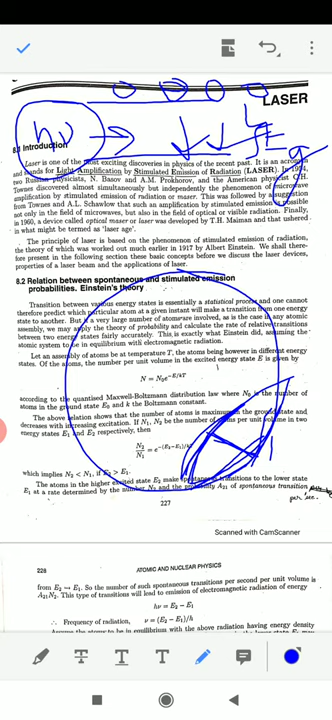 LASER
8.1 Introduction
hν
Laser is one of the most exciting discoveries in physics of the recent past. It is an acronym
and stands for Light Amplification by Stimulated Emission of Radiation (LASER). In 1954,
two Russian physicists, N. Basov and A.M. Prokhorov, and the American physicist C.H.
Townes discovered almost simultaneously but independently the phenomenon of microwave
amplification by stimulated emission of radiation or maser. This was followed by a suggestion
from Townes and A.L. Schawlow that such an amplification by stimulated emission is possible
not only in the field of microwaves, but also in the field of optical or visible radiation. Finally,
in 1960, a device called optical maser or laser was developed by T.H. Maiman and that ushered
in what might be termed as 'laser age'.
The principle of laser is based on the phenomenon of stimulated emission of radiation,
the theory of which was worked out much earlier in 1917 by Albert Einstein. We shall there-
fore present in the following section these basic concepts before we discuss the laser devices,
properties of a laser beam and the applications of laser.
8.2 Relation between spontaneous and stimulated emission
probabilities. Einstein's theory
Transition between various energy states is essentially a statistical process and one cannot
therefore predict which particular atom at a given instant will make a transition from one energy
state to another. But if a very large number of atoms are involved, as is the case in any atomic
assembly, we may apply the theory of probability and calculate the rate of relative transitions
between two energy states fairly accurately. This is exactly what Einstein did, assuming the
atomic system to be in equilibrium with electromagnetic radiation.
Let an assembly of atoms be at temperature T, the atoms being however in different energy
states. Of the atoms, the number per unit volume in the excited energy state E is given by
N = N₀e^{-E/kT}
according to the quantised Maxwell-Boltzmann distribution law where N₀ is the number of
atoms in the ground state E₀ and k the Boltzmann constant.
The above relation shows that the number of atoms is maximum in the ground state and
decreases with increasing excitation. If N₁, N₂ be the number of atoms per unit volume in two
energy states E₁ and E₂ respectively, then
N₂/N₁ = e^{-(E₂-E₁)/kT}
which implies N₂ < N₁, if E₂ > E₁.
The atoms in the higher excited state E₂ make spontaneous transitions to the lower state
E₁ at a rate determined by the number N₂ and the probability A₂₁ of spontaneous transition
per sec.
227
Scanned with CamScanner
228 ATOMIC AND NUCLEAR PHYSICS
from E₂ → E₁. So the number of such spontaneous transitions per second per unit volume is
A₂₁N₂. This type of transitions will lead to emission of electromagnetic radiation of energy
hν = E₂ − E₁
∴ Frequency of radiation, ν = (E₂ − E₁)/h